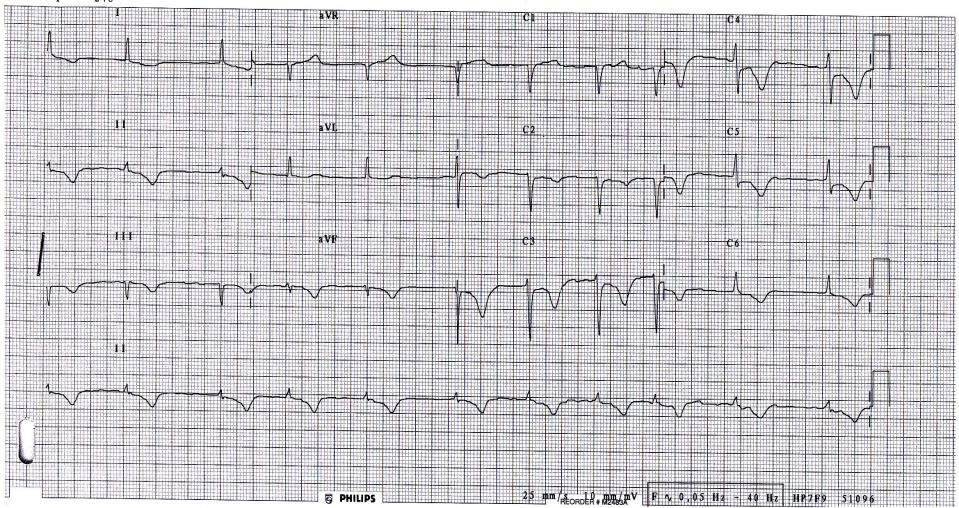 I aVR C1 C4
II aVL C2 C5
III aVF C3 C6
II
PHILIPS 25 mm/s 10 mm/mV F ∿ 0,05 Hz - 40 Hz HP7F9 51096
REORDER # M2483A